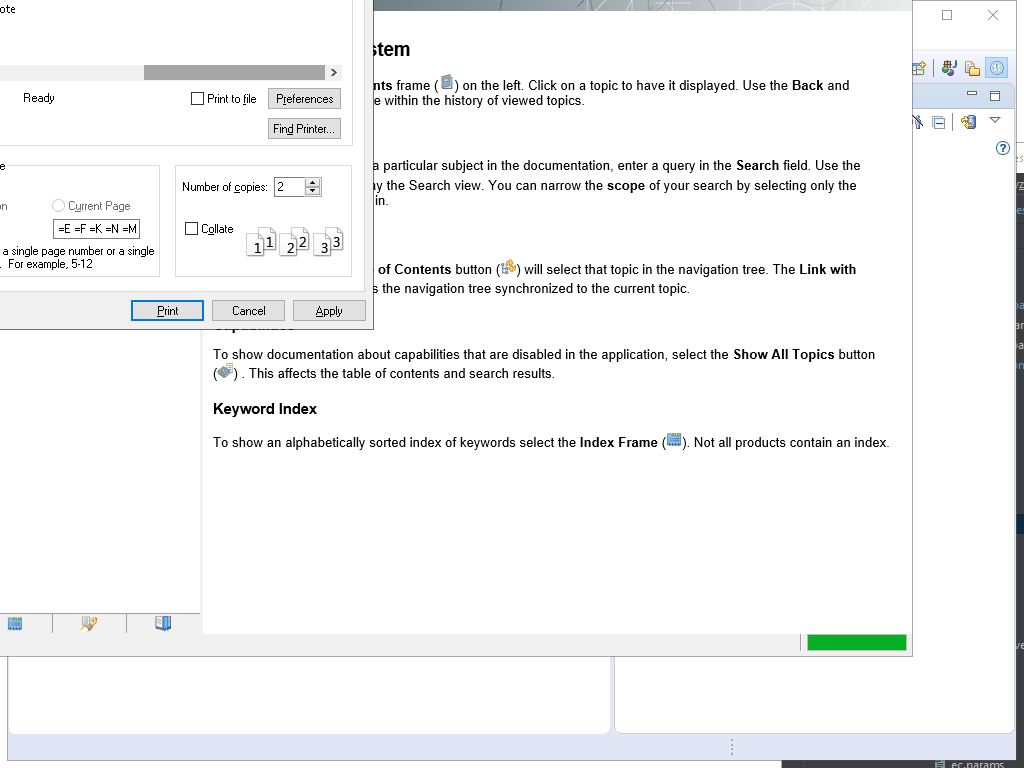 ote
Ready
Print to file
Preferences
Find Printer...
on
Current Page
=E =F =K =N =M
a single page number or a single
. For example, 5-12
Number of copies: 2
Collate
1 1 2 2 3 3
Print
Cancel
Apply
stem
nts frame ( ) on the left. Click on a topic to have it displayed. Use the Back and
e within the history of viewed topics.
a particular subject in the documentation, enter a query in the Search field. Use the
ay the Search view. You can narrow the scope of your search by selecting only the
in.
of Contents button ( ) will select that topic in the navigation tree. The Link with
s the navigation tree synchronized to the current topic.
Capabilities
To show documentation about capabilities that are disabled in the application, select the Show All Topics button
( ) . This affects the table of contents and search results.
Keyword Index
To show an alphabetically sorted index of keywords select the Index Frame ( ). Not all products contain an index.
ec.params